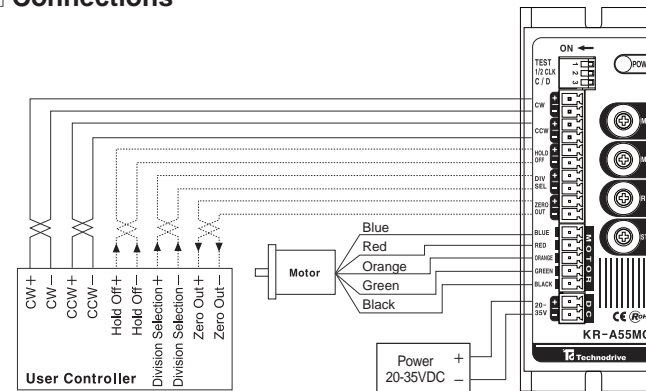 Connections
ON
TEST
1/2 CLK
C / D
1
2
3
CW
CCW
HOLD
OFF
DIV
SEL
ZERO
OUT
BLUE
RED
ORANGE
GREEN
BLACK
MOTOR
20-
35V
DC
CE
KR-A55MC
Technodrive
Blue
Red
Orange
Green
Black
Motor
Power
20-35VDC
+
−
CW+
CW−
CCW+
CCW−
Hold Off+
Hold Off−
Division Selection+
Division Selection−
Zero Out+
Zero Out−
User Controller